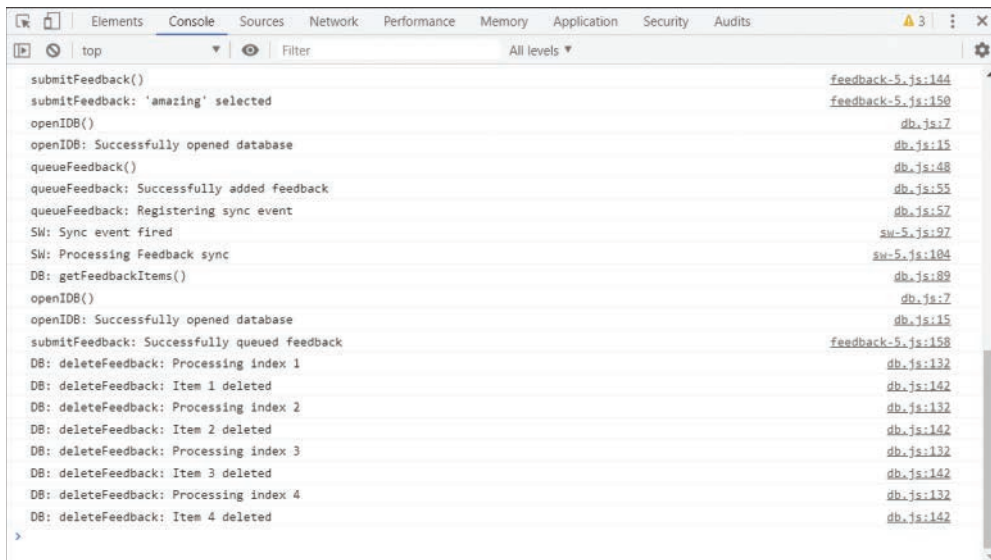 Elements Console Sources Network Performance Memory Application Security Audits 3
top Filter All levels
submitFeedback() feedback-5.js:144
submitFeedback: 'amazing' selected feedback-5.js:150
openIDB() db.js:7
openIDB: Successfully opened database db.js:15
queueFeedback() db.js:48
queueFeedback: Successfully added feedback db.js:55
queueFeedback: Registering sync event db.js:57
SW: Sync event fired sw-5.js:97
SW: Processing Feedback sync sw-5.js:104
DB: getFeedbackItems() db.js:89
openIDB() db.js:7
openIDB: Successfully opened database db.js:15
submitFeedback: Successfully queued feedback feedback-5.js:158
DB: deleteFeedback: Processing index 1 db.js:132
DB: deleteFeedback: Item 1 deleted db.js:142
DB: deleteFeedback: Processing index 2 db.js:132
DB: deleteFeedback: Item 2 deleted db.js:142
DB: deleteFeedback: Processing index 3 db.js:132
DB: deleteFeedback: Item 3 deleted db.js:142
DB: deleteFeedback: Processing index 4 db.js:132
DB: deleteFeedback: Item 4 deleted db.js:142